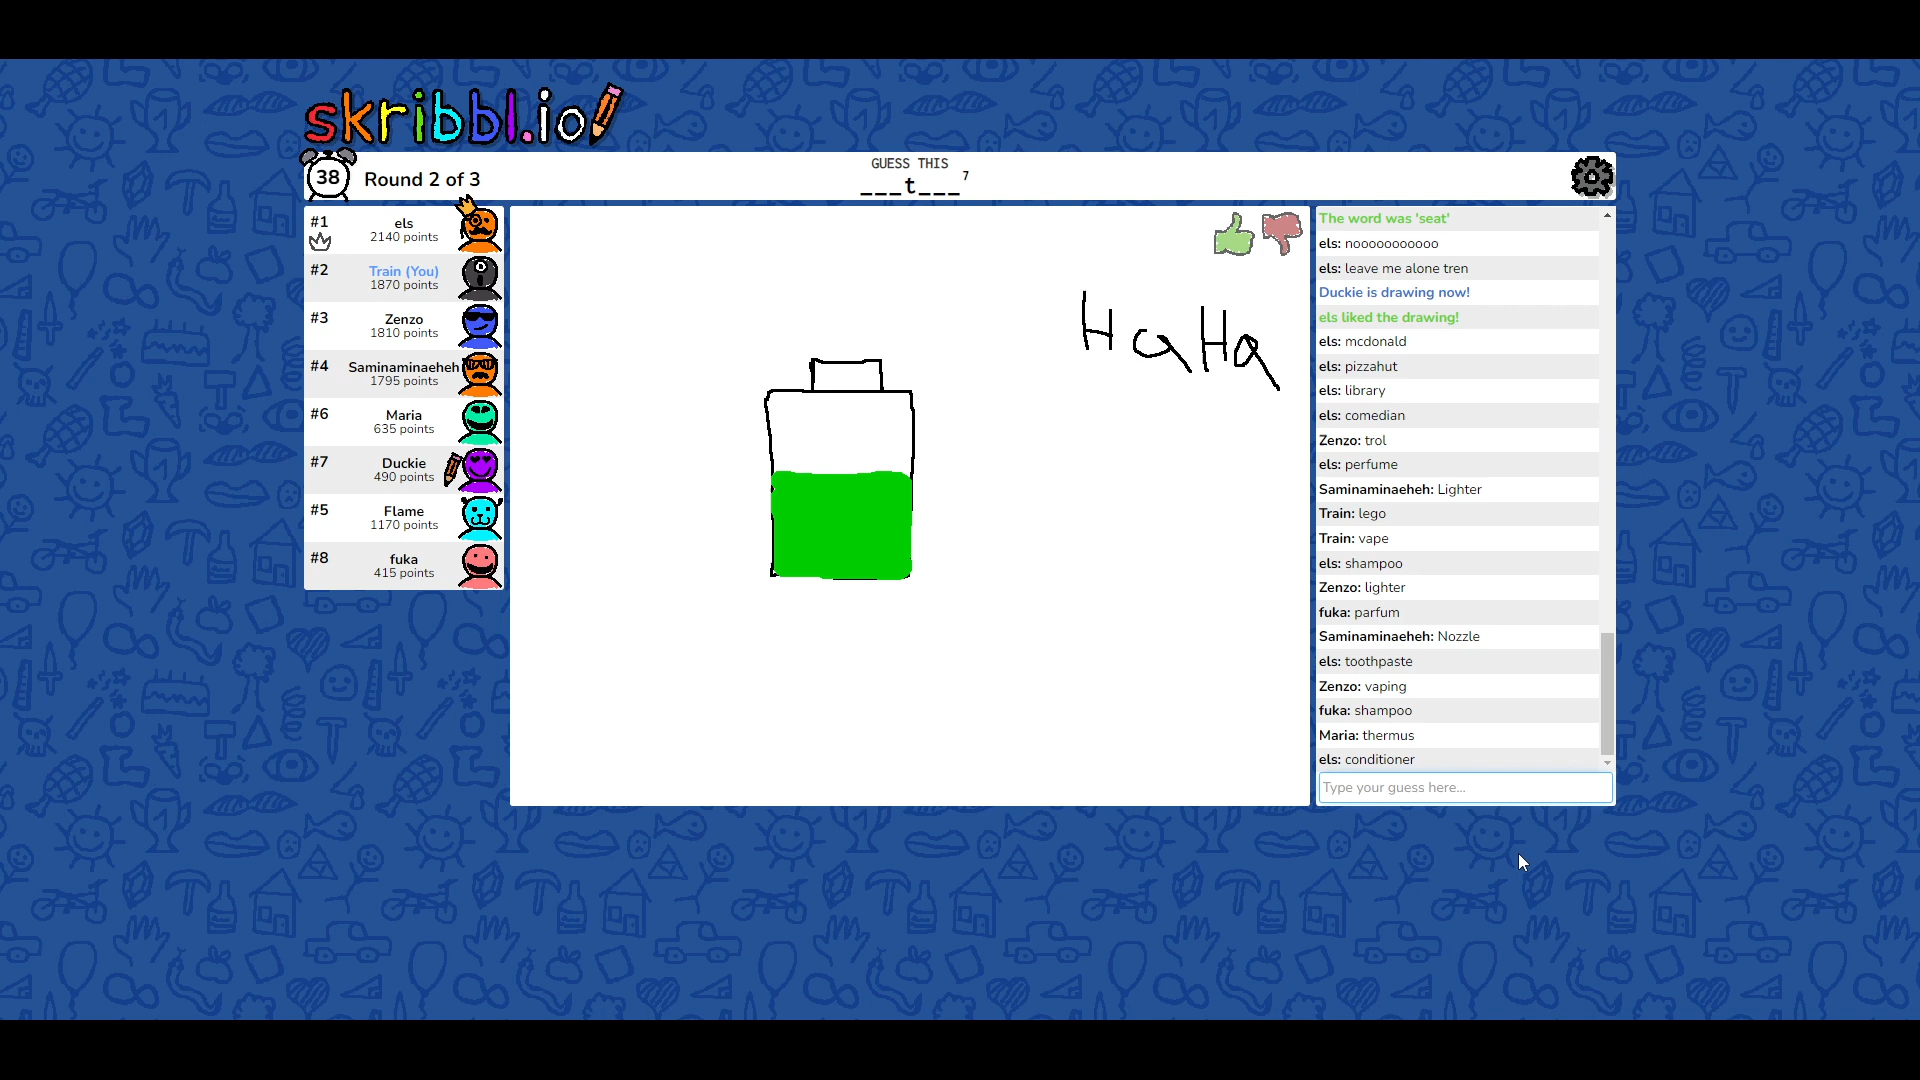 skribbl.io
38
Round 2 of 3
GUESS THIS
___t___ 7
#1
els
2140 points
#2
Train (You)
1870 points
#3
Zenzo
1810 points
#4
Saminaminaeheh
1795 points
#6
Maria
635 points
#7
Duckie
490 points
#5
Flame
1170 points
#8
fuka
415 points
HaHa
The word was 'seat'
els: nooooooooooo
els: leave me alone tren
Duckie is drawing now!
els liked the drawing!
els: mcdonald
els: pizzahut
els: library
els: comedian
Zenzo: trol
els: perfume
Saminaminaeheh: Lighter
Train: lego
Train: vape
els: shampoo
Zenzo: lighter
fuka: parfum
Saminaminaeheh: Nozzle
els: toothpaste
Zenzo: vaping
fuka: shampoo
Maria: thermus
els: conditioner
Type your guess here...